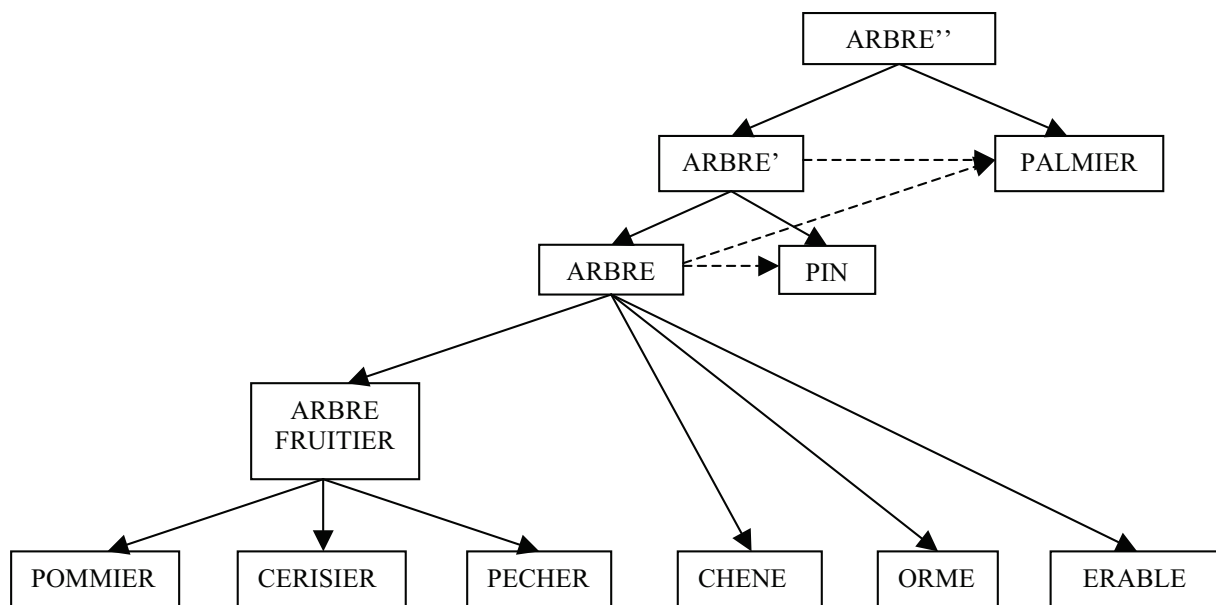 ARBRE’’
ARBRE’
PALMIER
ARBRE
PIN
ARBRE
FRUITIER
POMMIER
CERISIER
PECHER
CHENE
ORME
ERABLE